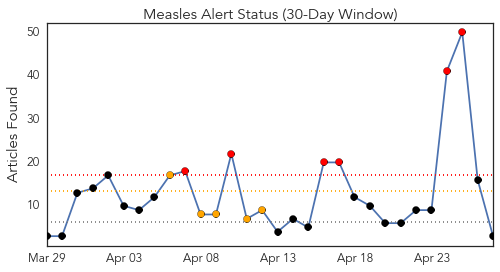 Measles Alert Status (30-Day Window)
Articles Found
50
40
30
20
10
Mar 29 Apr 03 Apr 08 Apr 13 Apr 18 Apr 23